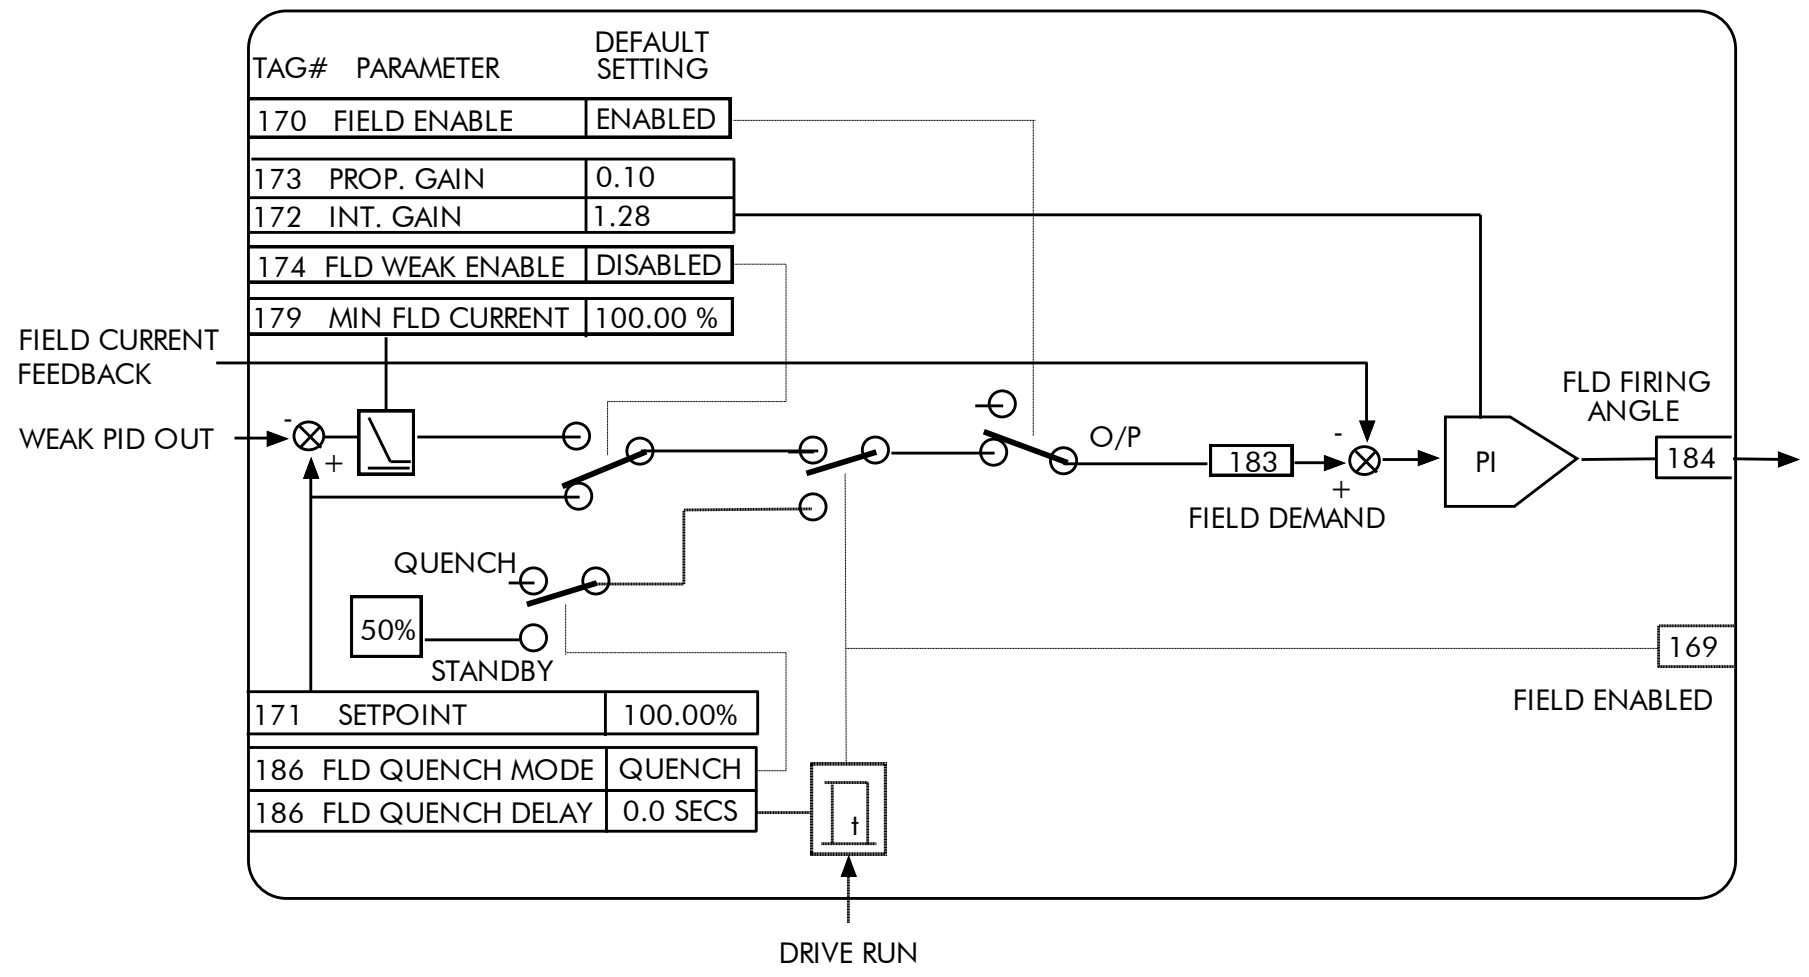 DEFAULT
TAG# PARAMETER SETTING
170 FIELD ENABLE ENABLED
173 PROP. GAIN 0.10
172 INT. GAIN 1.28
174 FLD WEAK ENABLE DISABLED
179 MIN FLD CURRENT 100.00 %
FIELD CURRENT
FEEDBACK
FLD FIRING
ANGLE
-
WEAK PID OUT
+
O/P
183
-
+
PI
184
FIELD DEMAND
QUENCH
50%
STANDBY
169
FIELD ENABLED
171 SETPOINT 100.00%
186 FLD QUENCH MODE QUENCH
186 FLD QUENCH DELAY 0.0 SECS
t
DRIVE RUN